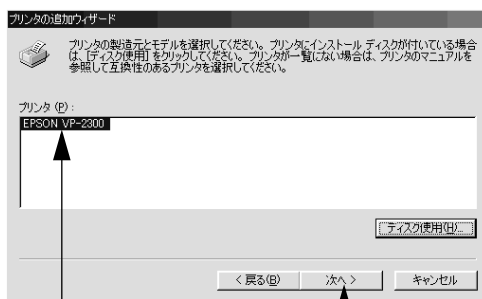 プリンタの追加ウィザード
プリンタの製造元とモデルを選択してください。プリンタにインストール ディスクが付いている場合
は、[ディスク使用] をクリックしてください。プリンタが一覧にない場合は、プリンタのマニュアルを
参照して互換性のあるプリンタを選択してください。
プリンタ (P) :
EPSON VP-2300
ディスク使用(H)...
< 戻る(B)
次へ >
キャンセル